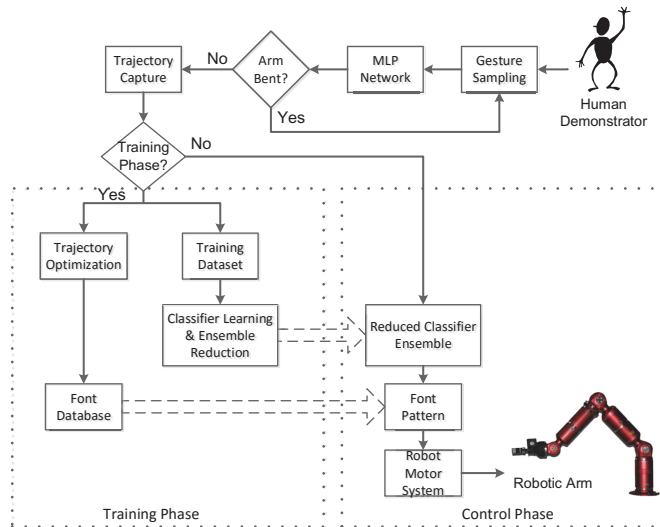 Trajectory
Capture
No
Arm
Bent?
MLP
Network
Gesture
Sampling
Human
Demonstrator
Yes
Training
Phase?
No
Yes
Trajectory
Optimization
Training
Dataset
Classifier Learning
& Ensemble
Reduction
Reduced Classifier
Ensemble
Font
Database
Font
Pattern
Robot
Motor
System
Robotic Arm
Training Phase
Control Phase